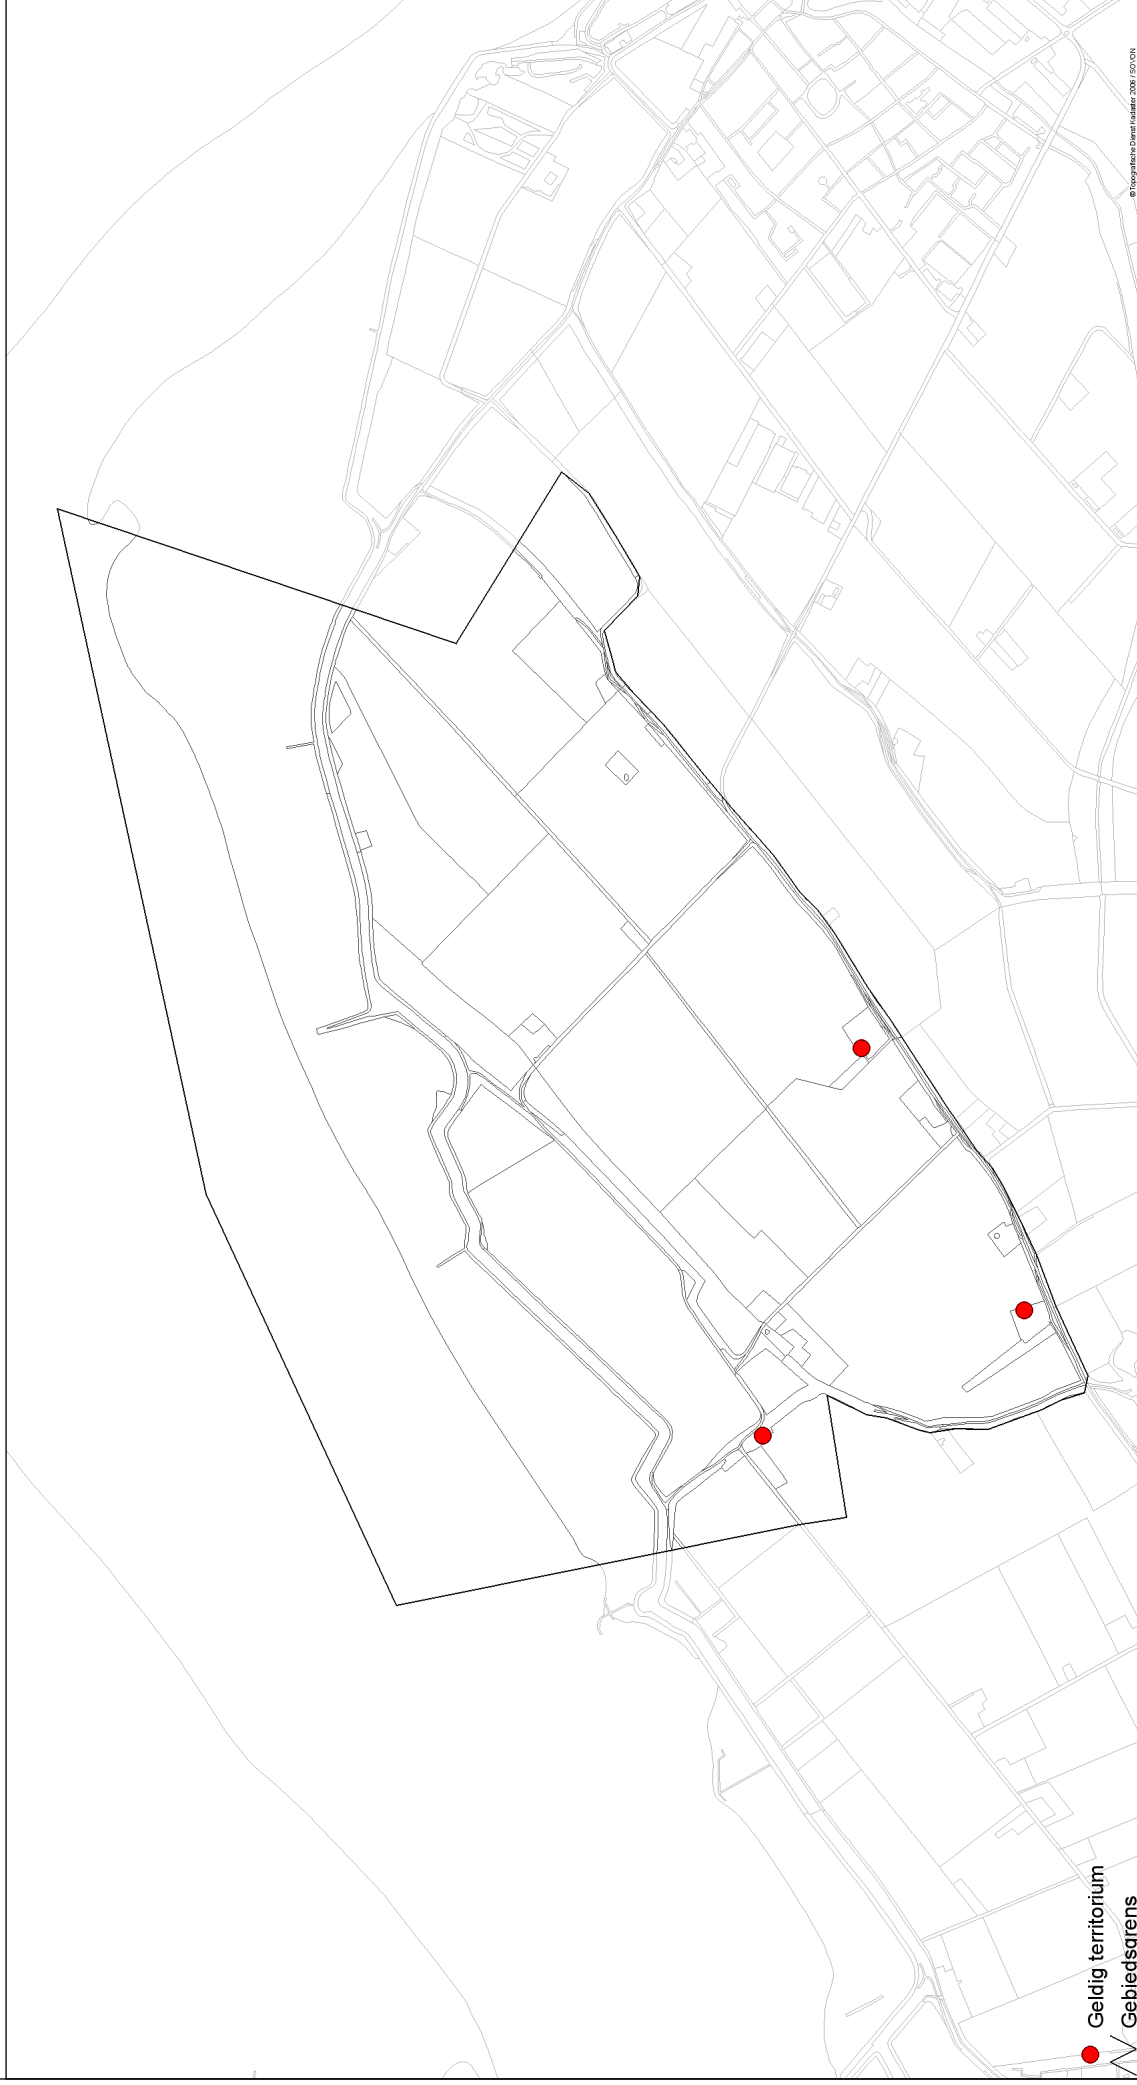 © Topografische Dienst Kadaster 2006 / SOVON
Geldig territorium
Gebiedsgrens